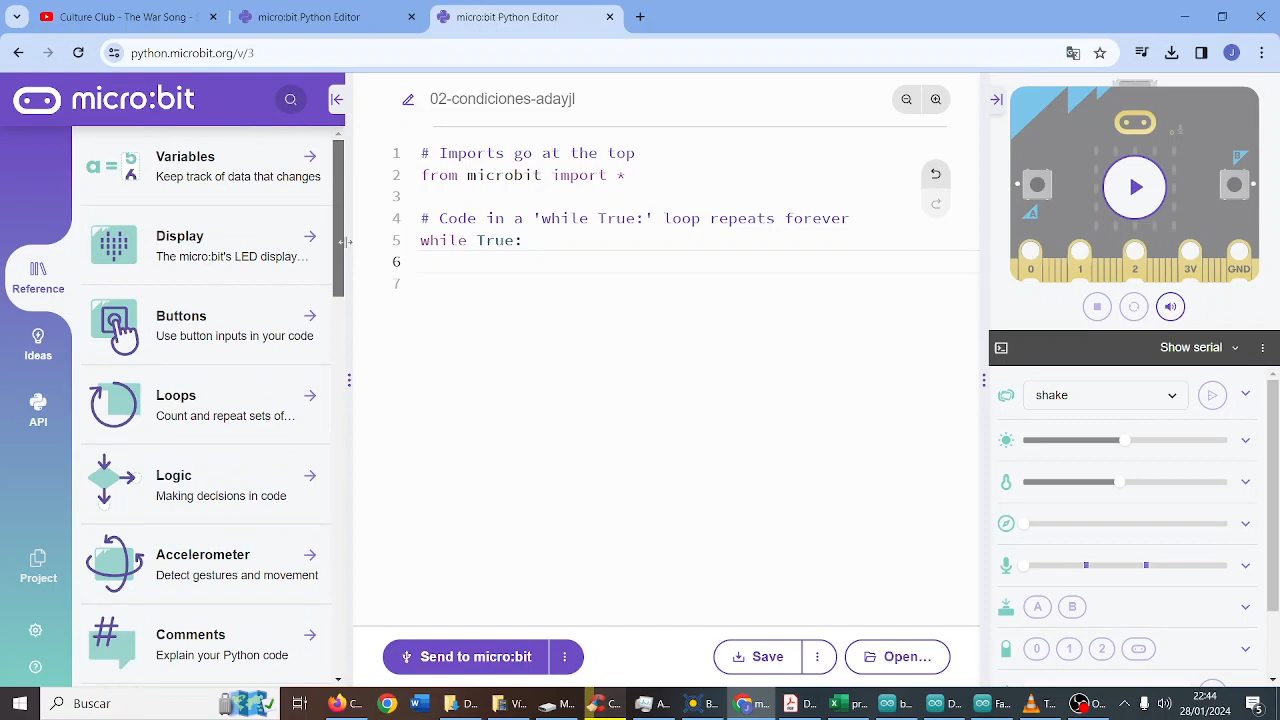 Culture Club - The War Song - S
micro:bit Python Editor
micro:bit Python Editor
python.microbit.org/v/3
J
micro:bit
02-condiciones-adayjl
a =
Variables
Keep track of data that changes
Display
The micro:bit's LED display...
Buttons
Use button inputs in your code
Loops
Count and repeat sets of...
Logic
Making decisions in code
Accelerometer
Detect gestures and movement
#
Comments
Explain your Python code
Reference
Ideas
API
Project
1 # Imports go at the top
2 from microbit import *
3
4 # Code in a 'while True:' loop repeats forever
5 while True:
6
7
Send to micro:bit
Save
Open...
A
B
0 1 2 3V GND
Show serial
shake
A B
0 1 2
Buscar
C...
D...
Vi...
M...
C...
A...
B...
m...
D...
pr...
b...
D...
Fa...
C...
O...
22:44
28/01/2024
5